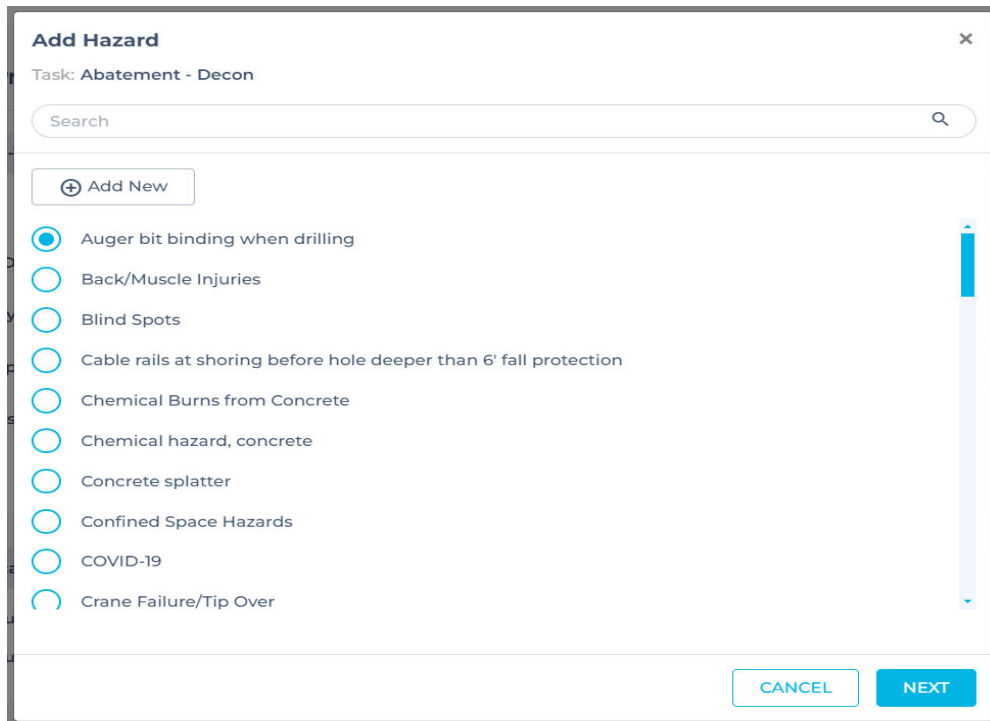 Add Hazard
Task: Abatement - Decon
Search
Add New
Auger bit binding when drilling
Back/Muscle Injuries
Blind Spots
Cable rails at shoring before hole deeper than 6' fall protection
Chemical Burns from Concrete
Chemical hazard, concrete
Concrete splatter
Confined Space Hazards
COVID-19
Crane Failure/Tip Over
CANCEL NEXT